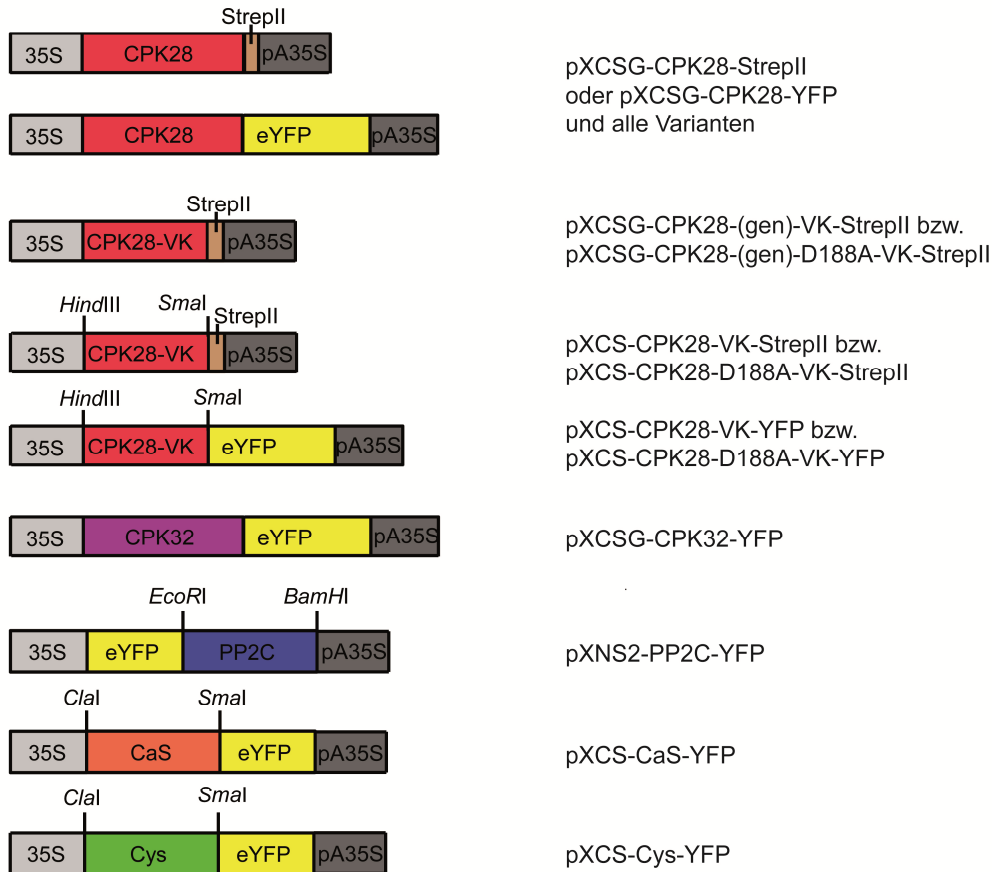 StrepII
35S CPK28 pA35S
pXCSG-CPK28-StrepII
oder pXCSG-CPK28-YFP
und alle Varianten
35S CPK28 eYFP pA35S
StrepII
35S CPK28-VK pA35S
pXCSG-CPK28-(gen)-VK-StrepII bzw.
pXCSG-CPK28-(gen)-D188A-VK-StrepII
HindIII SmaI
StrepII
35S CPK28-VK pA35S
pXCS-CPK28-VK-StrepII bzw.
pXCS-CPK28-D188A-VK-StrepII
HindIII SmaI
35S CPK28-VK eYFP pA35S
pXCS-CPK28-VK-YFP bzw.
pXCS-CPK28-D188A-VK-YFP
35S CPK32 eYFP pA35S
pXCSG-CPK32-YFP
EcoRI BamHI
35S eYFP PP2C pA35S
pXNS2-PP2C-YFP
ClaI SmaI
35S CaS eYFP pA35S
pXCS-CaS-YFP
ClaI SmaI
35S Cys eYFP pA35S
pXCS-Cys-YFP